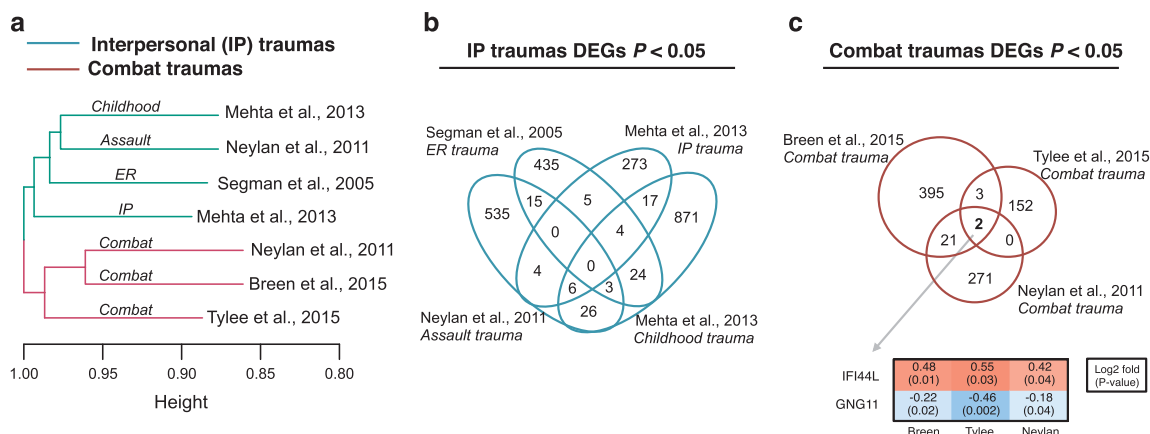 a
Interpersonal (IP) traumas
Combat traumas
Childhood
Mehta et al., 2013
Assault
Neylan et al., 2011
ER
Segman et al., 2005
IP
Mehta et al., 2013
Combat
Neylan et al., 2011
Combat
Breen et al., 2015
Combat
Tylee et al., 2015
1.00
0.95
0.90
0.85
0.80
Height
b
IP traumas DEGs P < 0.05
Segman et al., 2005
ER trauma
Mehta et al., 2013
IP trauma
435
273
535
15
5
17
871
0
4
4
0
24
6
3
26
Neylan et al., 2011
Assault trauma
Mehta et al., 2013
Childhood trauma
c
Combat traumas DEGs P < 0.05
Breen et al., 2015
Combat trauma
Tylee et al., 2015
Combat trauma
395
3
152
2
21
0
271
Neylan et al., 2011
Combat trauma
IFI44L
0.48
(0.01)
0.55
(0.03)
0.42
(0.04)
GNG11
-0.22
(0.02)
-0.46
(0.002)
-0.18
(0.04)
Breen
Tylee
Neylan
Log2 fold
(P-value)